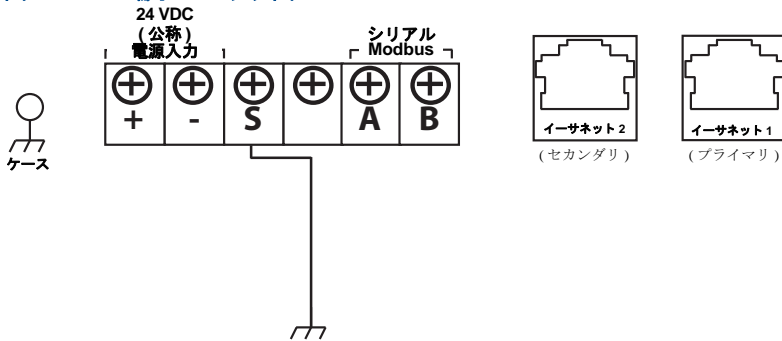 24 VDC
(公称)
電源入力
シリアル
Modbus
+ - S A B
ケース
イーサネット 2
(セカンダリ)
イーサネット 1
(プライマリ)